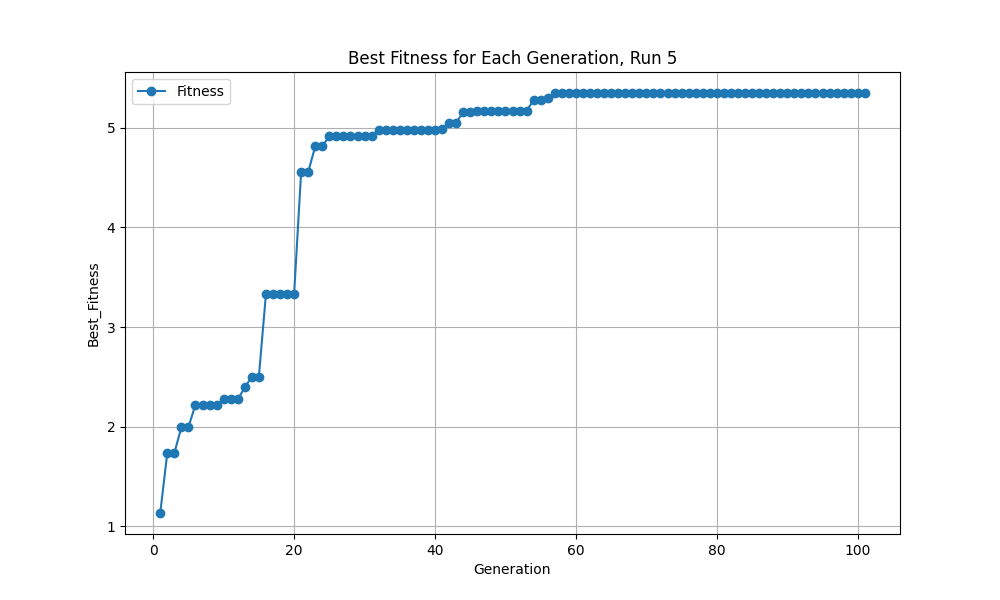 Best Fitness for Each Generation, Run 5
Fitness
Best_Fitness
5
4
3
2
1
0 20 40 60 80 100
Generation